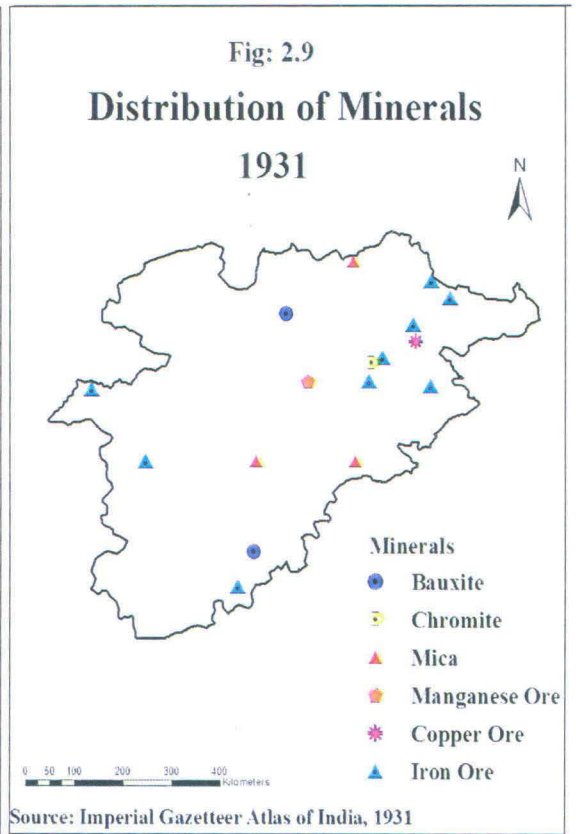 Fig: 2.9
Distribution of Minerals
1931
N
Minerals
Bauxite
Chromite
Mica
Manganese Ore
Copper Ore
Iron Ore
0 50 100 200 300 400
Kilometers
Source: Imperial Gazetteer Atlas of India, 1931